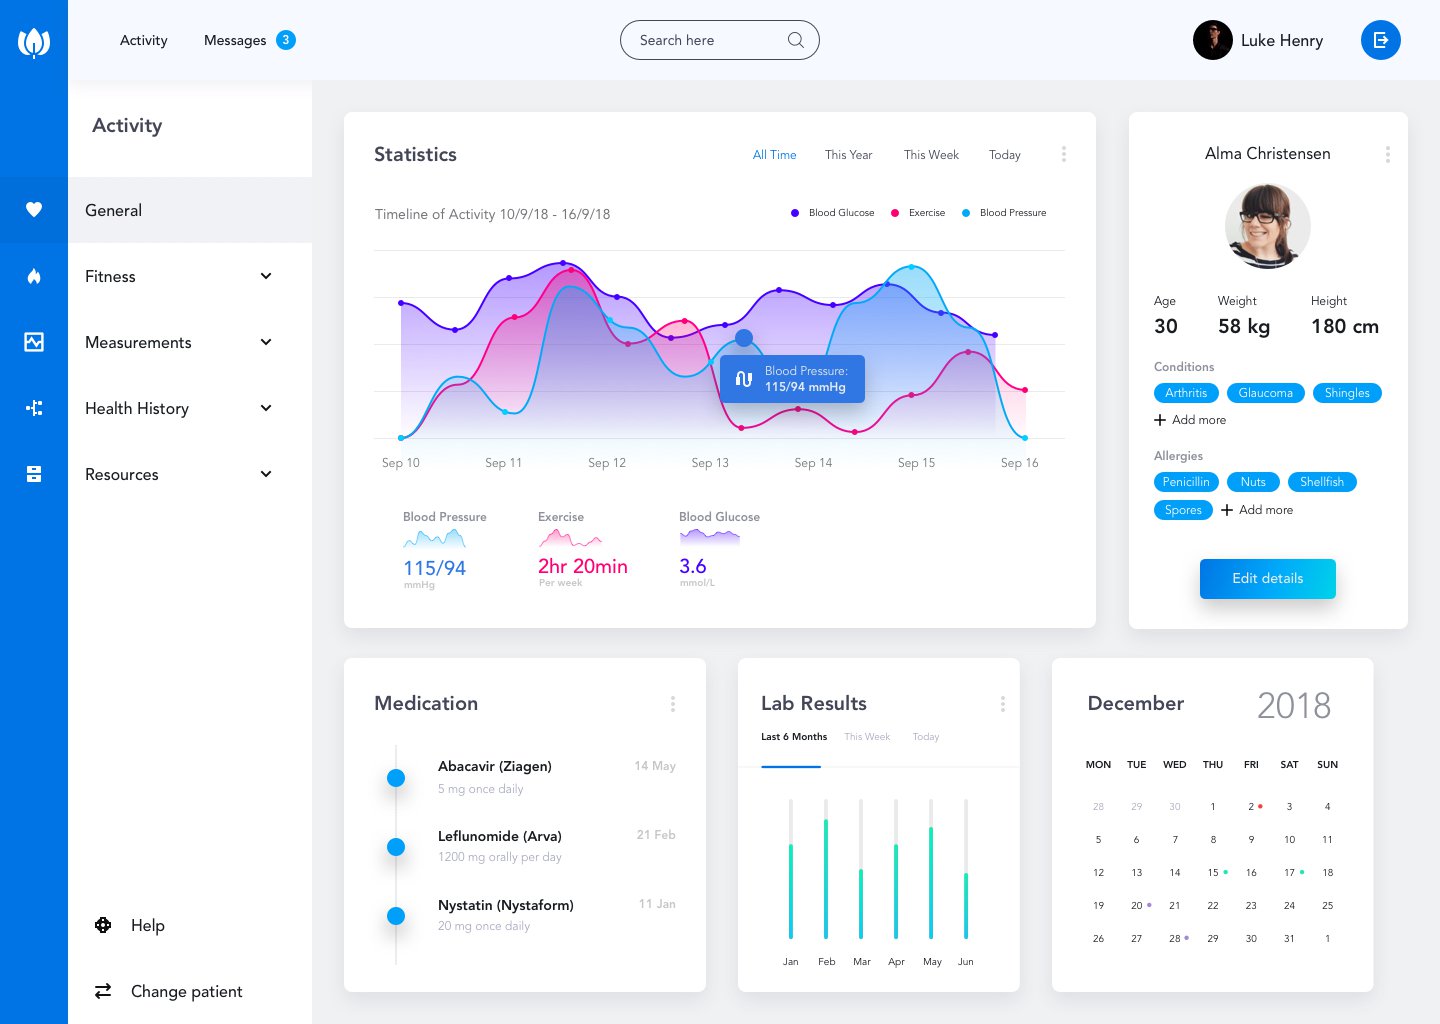 Activity
Messages 3
Search here
Luke Henry
Activity
General
Fitness
Measurements
Health History
Resources
Help
Change patient
Statistics
All Time This Year This Week Today
Timeline of Activity 10/9/18 - 16/9/18
Blood Glucose Exercise Blood Pressure
Blood Pressure:
115/94 mmHg
Sep 10 Sep 11 Sep 12 Sep 13 Sep 14 Sep 15 Sep 16
Blood Pressure
115/94
mmHg
Exercise
2hr 20min
Per week
Blood Glucose
3.6
mmol/L
Alma Christensen
Age Weight Height
30 58 kg 180 cm
Conditions
Arthritis Glaucoma Shingles
Add more
Allergies
Penicillin Nuts Shellfish
Spores Add more
Edit details
Medication
Abacavir (Ziagen) 14 May
5 mg once daily
Leflunomide (Arva) 21 Feb
1200 mg orally per day
Nystatin (Nystaform) 11 Jan
20 mg once daily
Lab Results
Last 6 Months This Week Today
Jan Feb Mar Apr May Jun
December 2018
MON TUE WED THU FRI SAT SUN
28 29 30 1 2 3 4
5 6 7 8 9 10 11
12 13 14 15 16 17 18
19 20 21 22 23 24 25
26 27 28 29 30 31 1